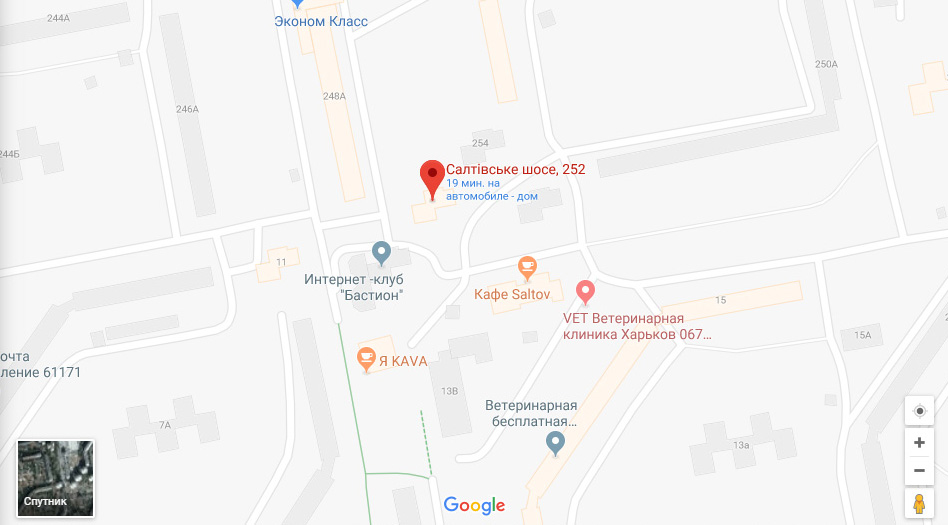 244А
Эконом Класс
250А
248А
246А
254
244Б
Салтівське шосе, 252
19 мин. на
автомобиле - дом
11
Интернет -клуб
"Бастион"
Кафе Saltov
15
VET Ветеринарная
клиника Харьков 067...
15А
очта
ление 61171
Я KAVA
13В
7А
Ветеринарная
бесплатная...
13а
Спутник
Google